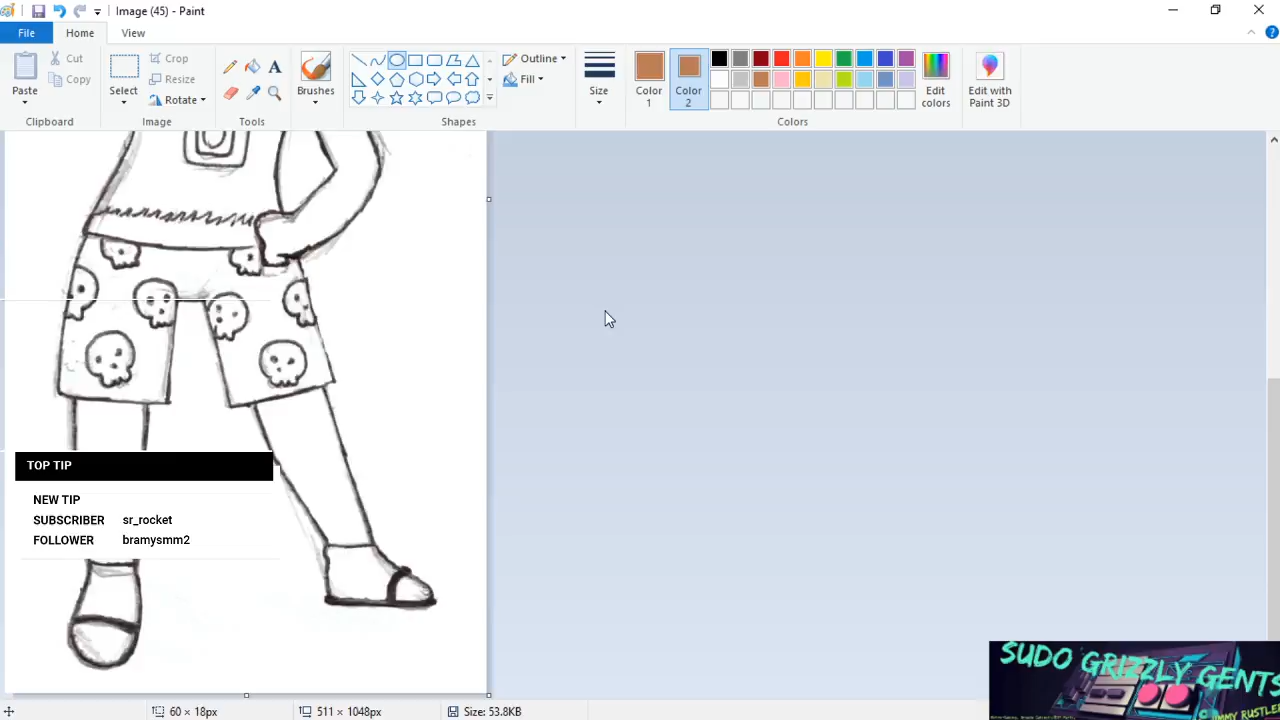 Image (45) - Paint
File
Home
View
Paste
Cut
Copy
Clipboard
Select
Crop
Resize
Rotate
Image
A
Tools
Brushes
Outline
Fill
Shapes
Size
Color 1
Color 2
Edit colors
Colors
Edit with Paint 3D
TOP TIP
NEW TIP
SUBSCRIBER sr_rocket
FOLLOWER bramysmm2
SUDO GRIZZLY GENTS
60 × 18px
511 × 1048px
Size: 53.8KB